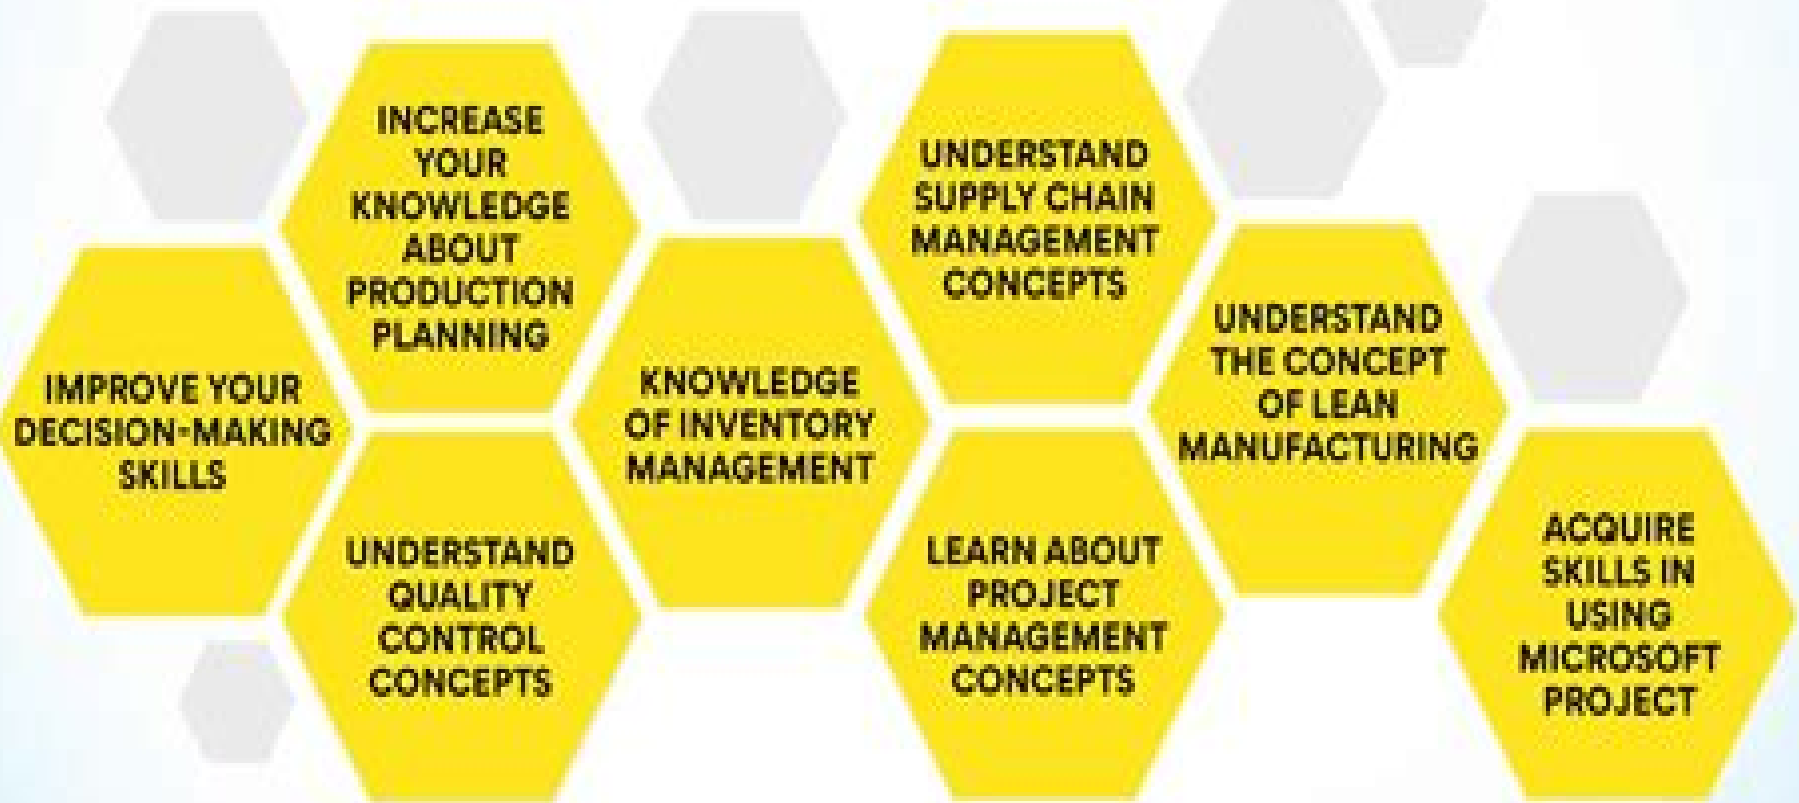 IMPROVE YOUR
DECISION-MAKING
SKILLS
INCREASE
YOUR
KNOWLEDGE
ABOUT
PRODUCTION
PLANNING
UNDERSTAND
QUALITY
CONTROL
CONCEPTS
KNOWLEDGE
OF INVENTORY
MANAGEMENT
UNDERSTAND
SUPPLY CHAIN
MANAGEMENT
CONCEPTS
LEARN ABOUT
PROJECT
MANAGEMENT
CONCEPTS
UNDERSTAND
THE CONCEPT
OF LEAN
MANUFACTURING
ACQUIRE
SKILLS IN
USING
MICROSOFT
PROJECT